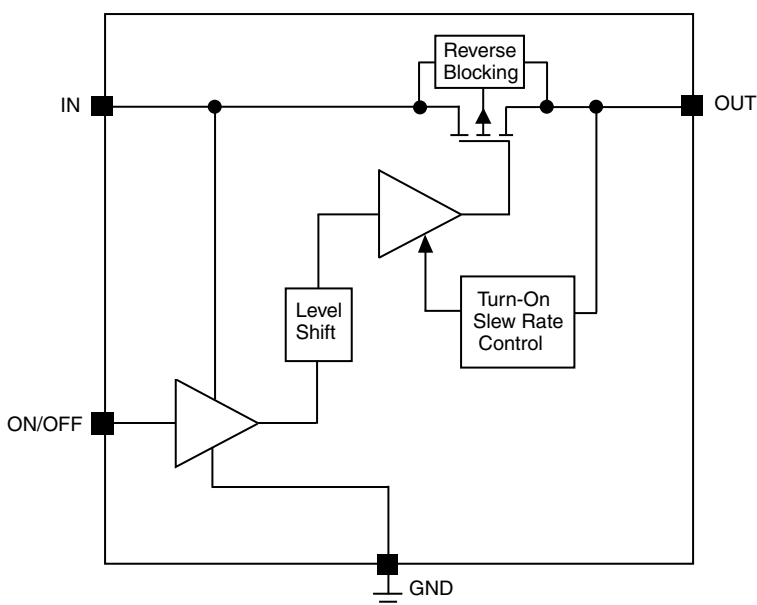 Reverse
Blocking
IN
OUT
Level
Shift
Turn-On
Slew Rate
Control
ON/OFF
GND